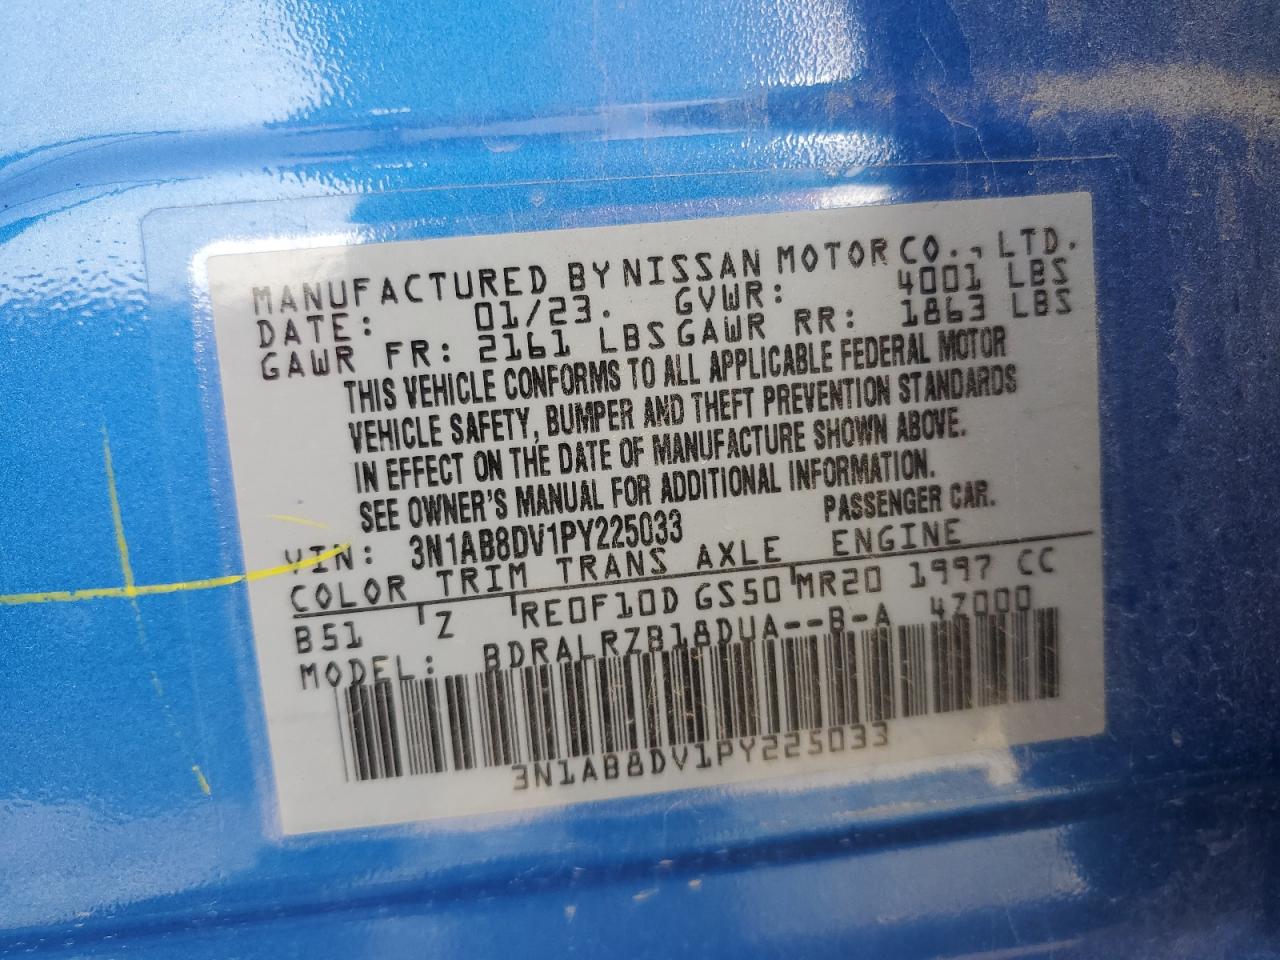 MANUFACTURED BY NISSAN MOTOR CO., LTD.
DATE: 01/23. GVWR: 4001 LBS
GAWR FR: 2161 LBS GAWR RR: 1863 LBS
THIS VEHICLE CONFORMS TO ALL APPLICABLE FEDERAL MOTOR
VEHICLE SAFETY, BUMPER AND THEFT PREVENTION STANDARDS
IN EFFECT ON THE DATE OF MANUFACTURE SHOWN ABOVE.
SEE OWNER'S MANUAL FOR ADDITIONAL INFORMATION.
VIN: 3N1AB8DV1PY225033 PASSENGER CAR.
COLOR TRIM TRANS AXLE ENGINE
B51 Z RE0F10D GS50 MR20 1997 CC
MODEL: BDRALRZB18DUA--B-A 4Z000
3N1AB8DV1PY225033